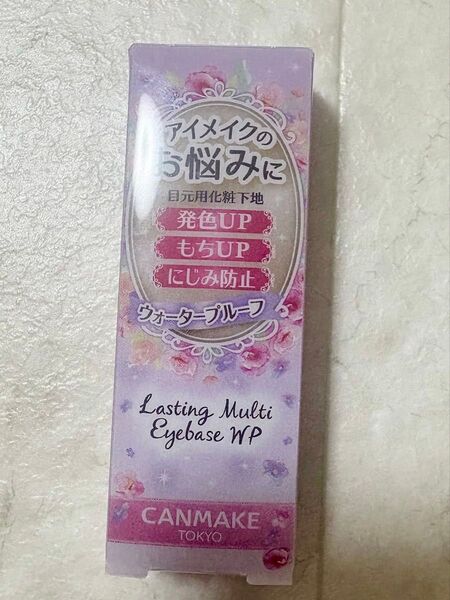 アイメイクの
お悩みに
目元用化粧下地
発色UP
もちUP
にじみ防止
ウォータープルーフ
Lasting Multi
Eyebase WP
CANMAKE
TOKYO